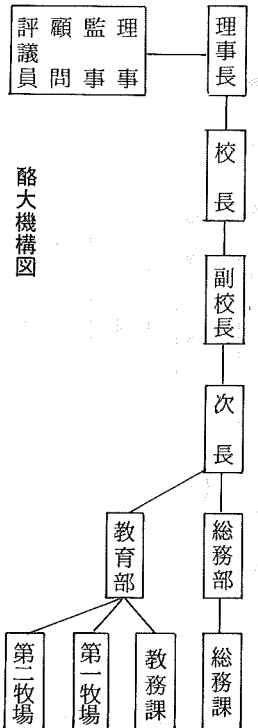 理事長
理事
監事
顧問
評議員
校長
副校長
次長
総務部
教育部
総務課
教務課
第一牧場
第二牧場
酪大機構図